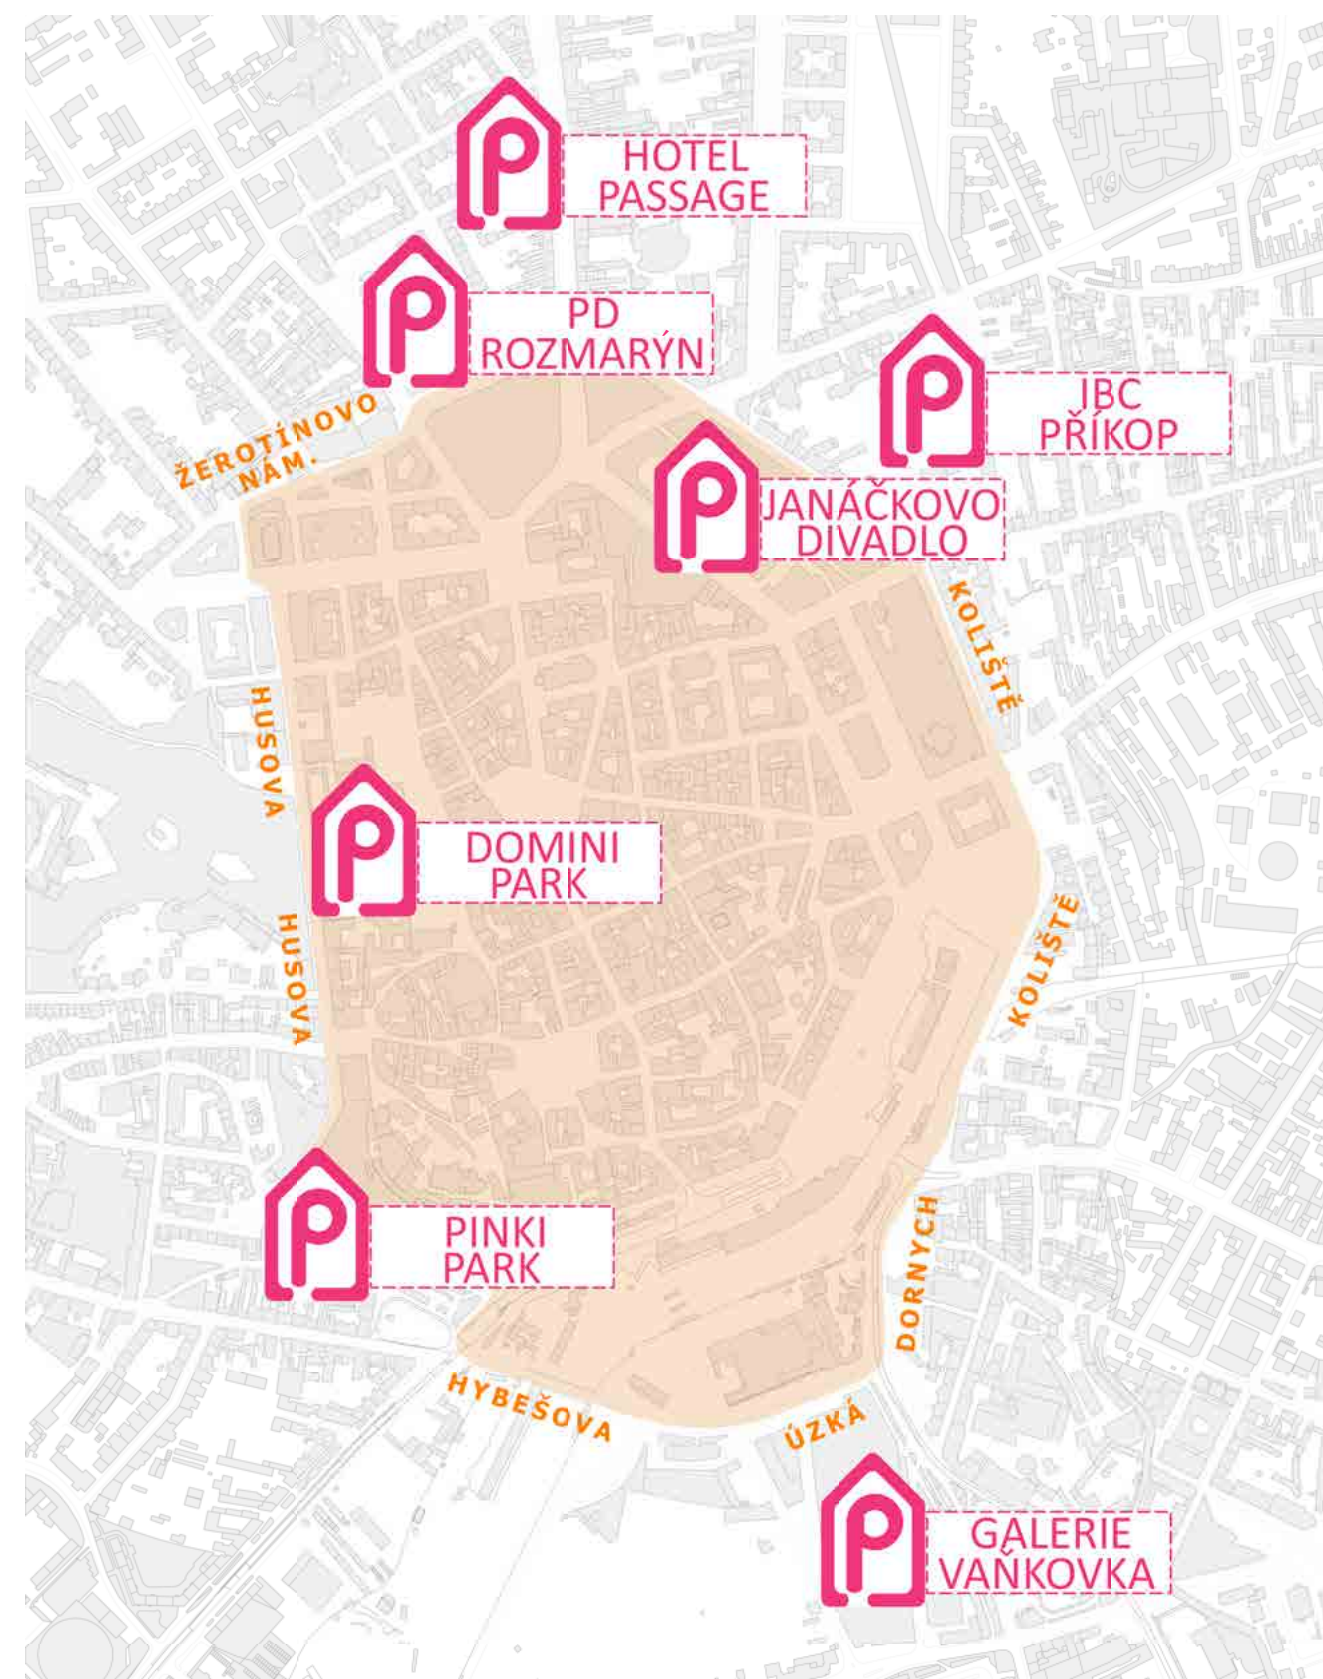 P
HOTEL
PASSAGE
P
PD
ROZMARÝN
P
IBC
PŘÍKOP
ŽEROTÍNOVO
NÁM.
P
JANÁČKOVO
DIVADLO
KOLIŠTĚ
HUSOVA
P
DOMINI
PARK
HUSOVA
KOLIŠTĚ
P
PINKI
PARK
DORNYCH
HYBEŠOVA
ÚZKÁ
P
GALERIE
VAŇKOVKA